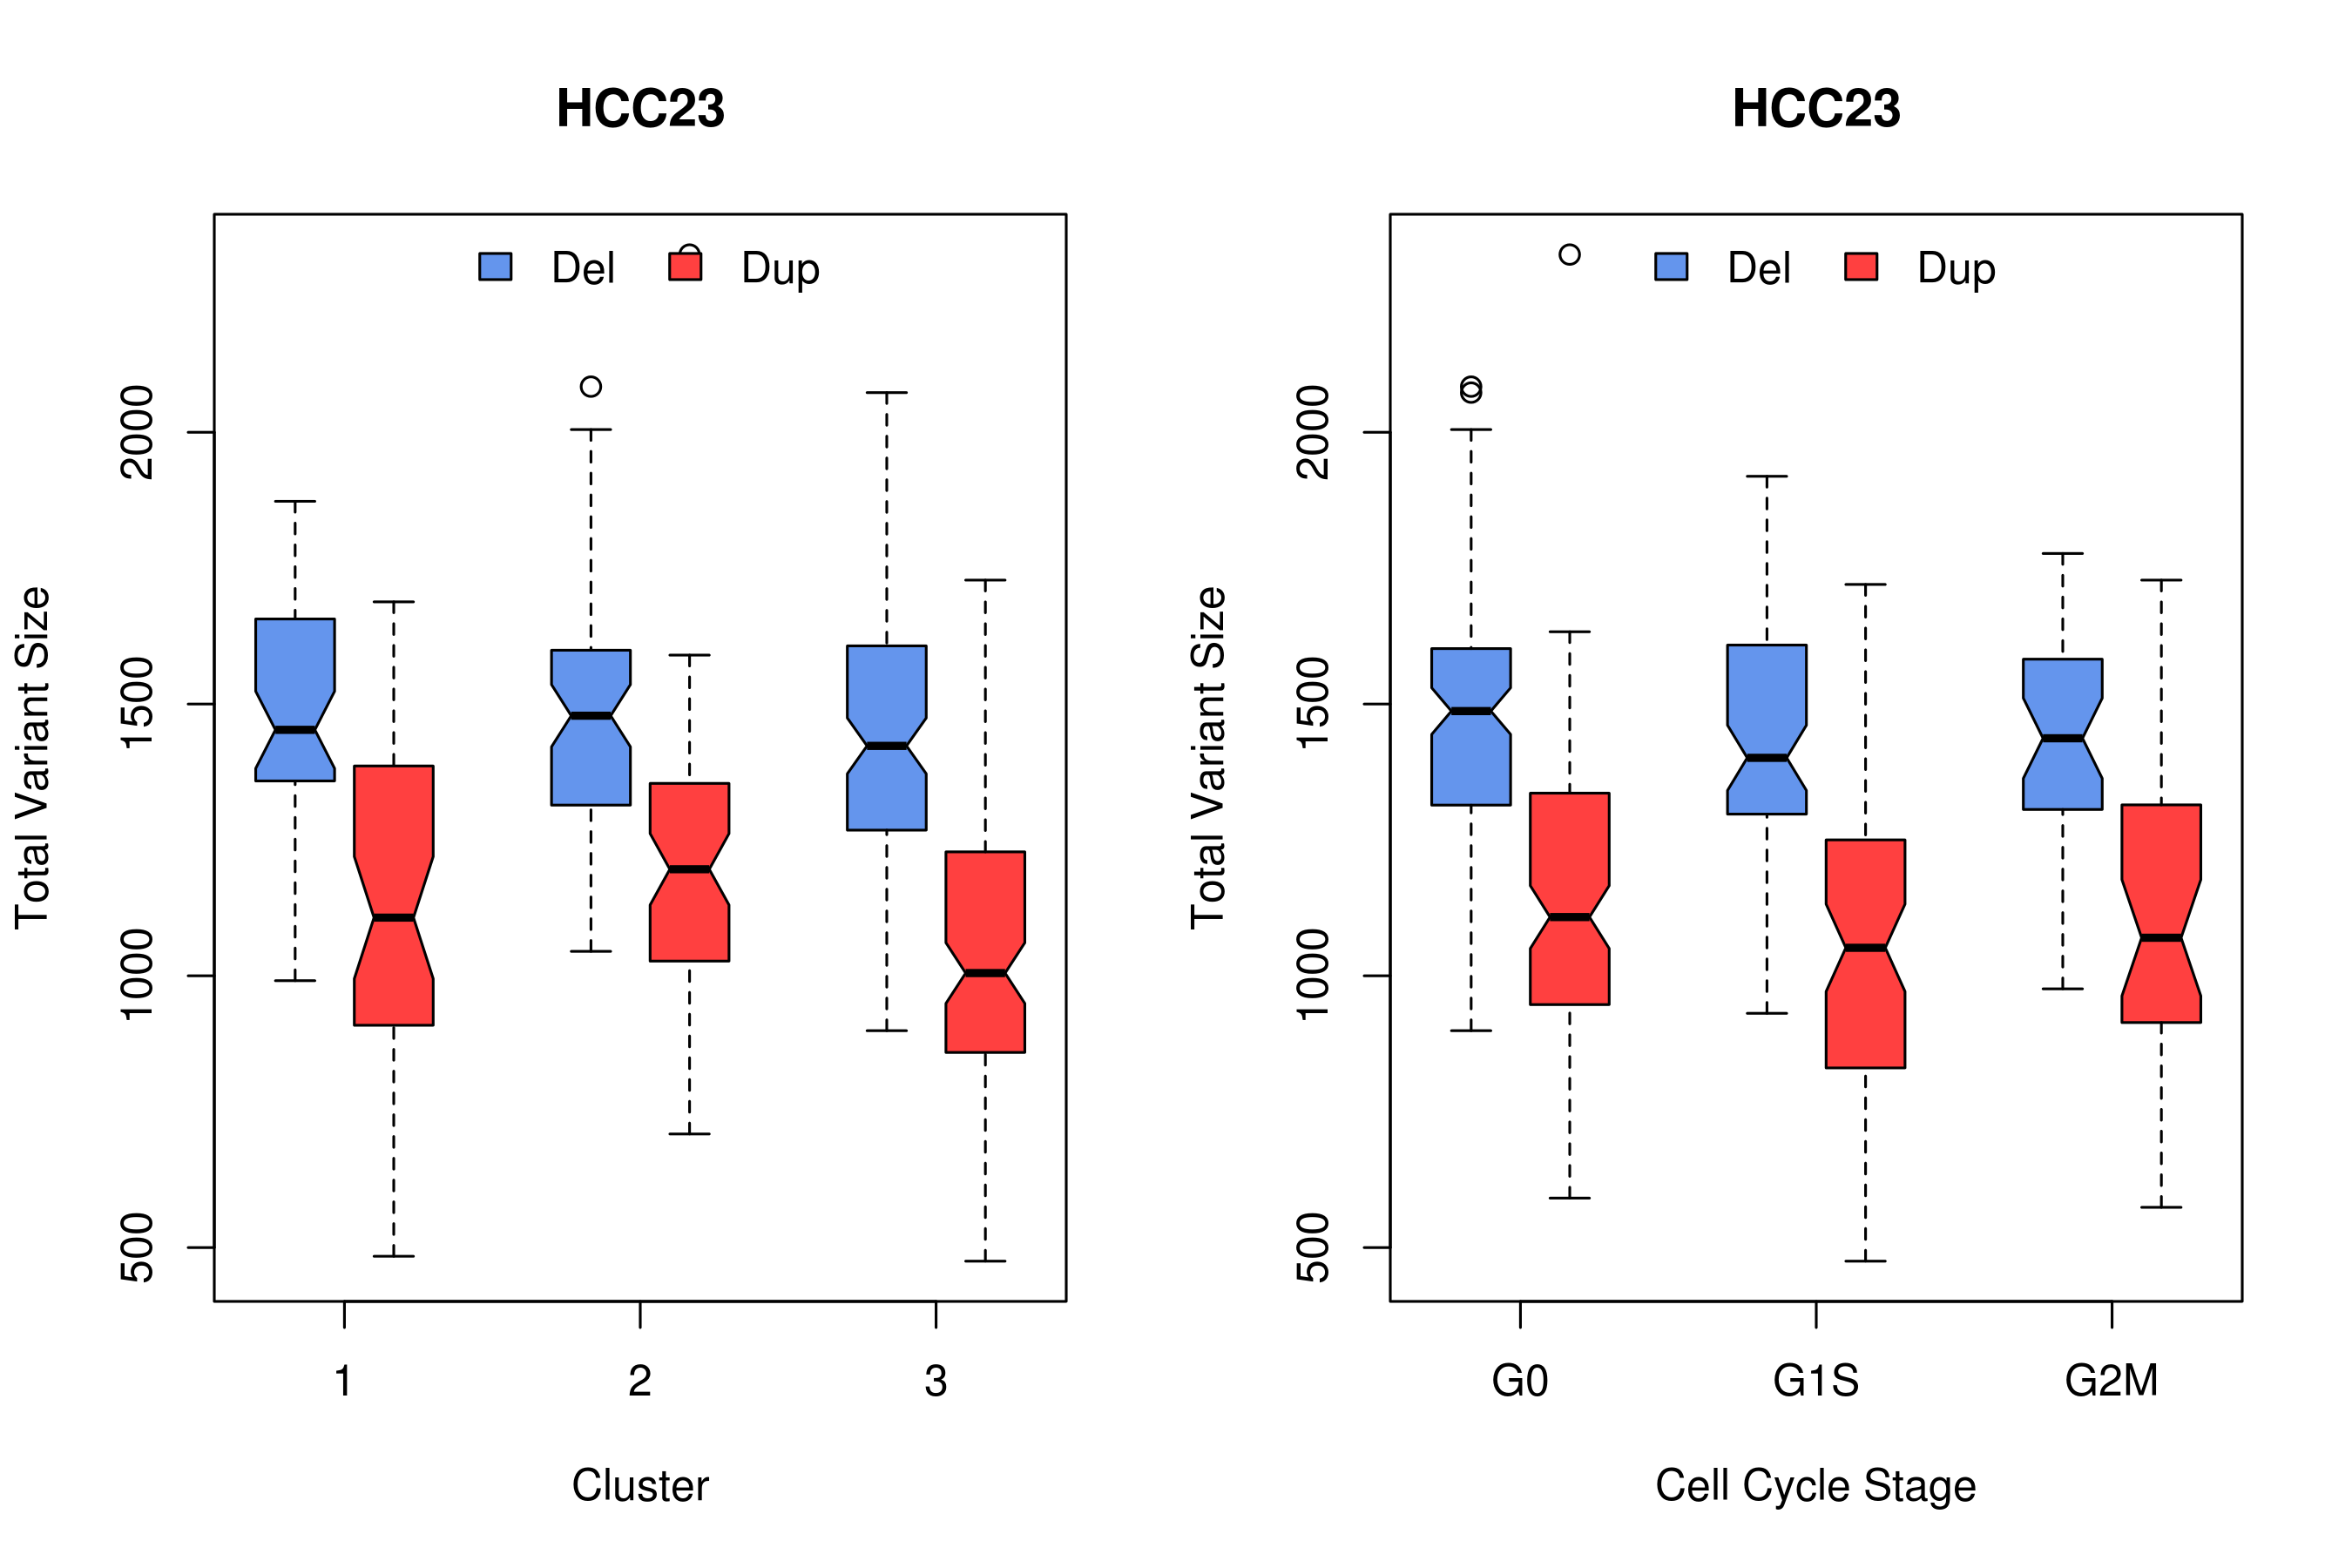 HCC23
Del Dup
Total Variant Size
2000
1500
1000
500
1 2 3
Cluster
HCC23
Del Dup
Total Variant Size
2000
1500
1000
500
G0 G1S G2M
Cell Cycle Stage